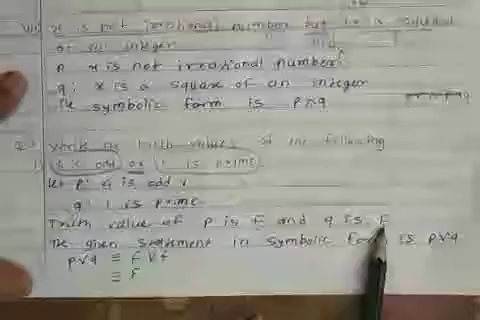 x is not irrational number but is a square
of an integer
p x is not irrational number.
q: x is a square of an integer
The symbolic form is p∧q
Write the truth values of the following
1) 4 is odd or 1 is prime.
Let p: 4 is odd
q: 1 is prime
Truth value of p is F and q is F
The given statement in symbolic form is p∨q
p∨q ≡ F∨F
≡ F